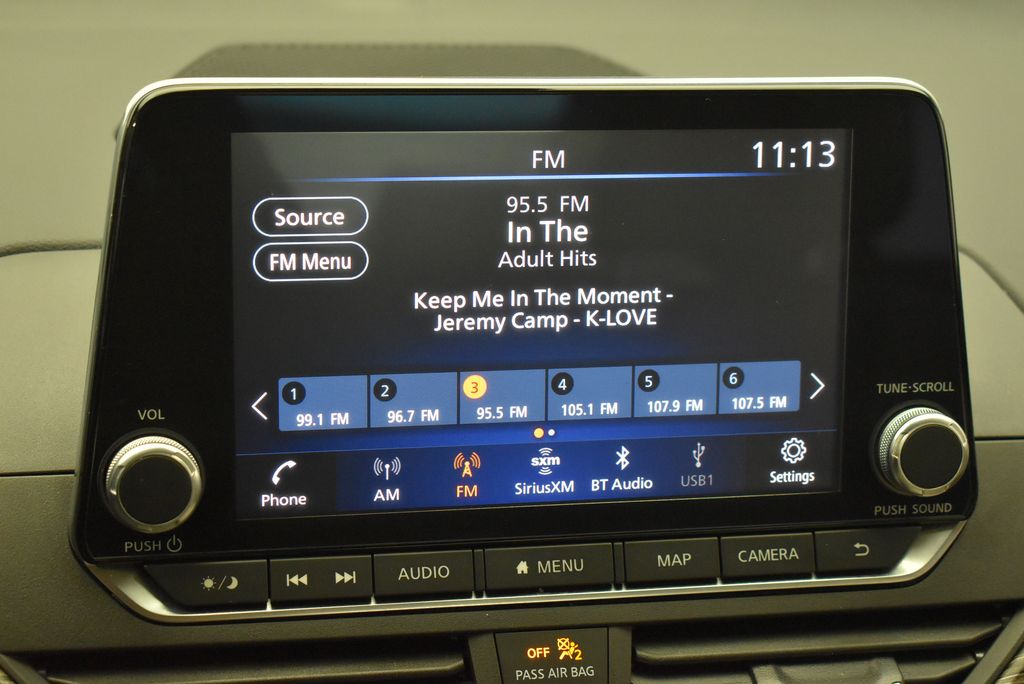 FM
11:13
Source
FM Menu
95.5 FM
In The
Adult Hits
Keep Me In The Moment -
Jeremy Camp - K-LOVE
1
99.1 FM
2
96.7 FM
3
95.5 FM
4
105.1 FM
5
107.9 FM
6
107.5 FM
Phone
AM
FM
sxm
SiriusXM
BT Audio
USB1
Settings
VOL
PUSH
TUNE·SCROLL
PUSH SOUND
AUDIO
MENU
MAP
CAMERA
OFF 2
PASS AIR BAG